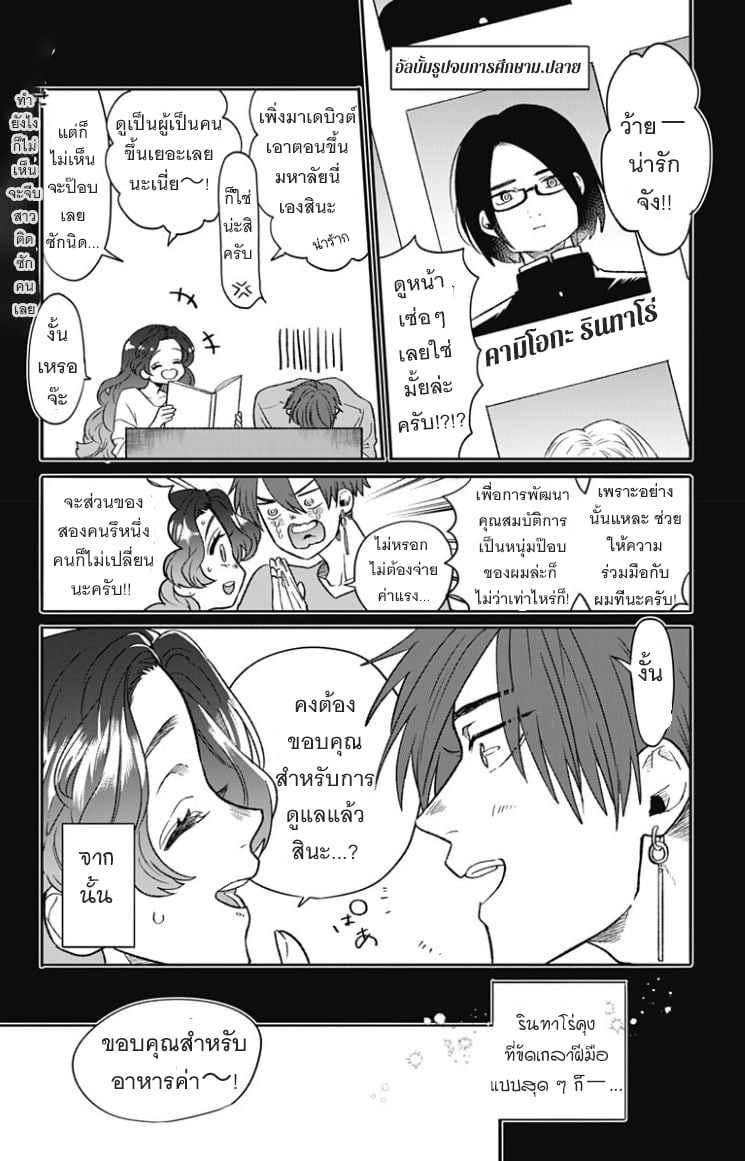 อัลบั้มรูปจบการศึกษาม.ปลาย
ว้าย —
น่ารัก
จัง!!
ดูหน้า
เซ่อๆ
เลยใช่
มั้ยล่ะ
ครับ!?!?
คามิโอกะ รินทาโร่
เพิ่งมาเดบิวต์
เอาตอนขึ้น
มหาลัยนี่
เองสินะ
น่าร้าก
ก็ใช่
น่ะสิ
ครับ
ดูเป็นผู้เป็นคน
ขึ้นเยอะเลย
นะเนี่ย〜!
แต่ก็
ไม่เห็น
จะป๊อบ
เลย
ซักนิด...
ทำ
ยังไง
ก็ไม่
เห็น
จะจีบ
สาว
ติด
ซัก
คน
เลย
งั้น
เหรอ
จ๊ะ
เพราะอย่าง
นั้นแหละ ช่วย
ให้ความ
ร่วมมือกับ
ผมทีนะครับ!
เพื่อการพัฒนา
คุณสมบัติการ
เป็นหนุ่มป๊อบ
ของผมล่ะก็
ไม่ว่าเท่าไหร่ก็!
ไม่หรอก
ไม่ต้องจ่าย
ค่าแรง...
จะส่วนของ
สองคนรึหนึ่ง
คนก็ไม่เปลี่ยน
นะครับ!!
งั้น
คงต้อง
ขอบคุณ
สำหรับการ
ดูแลแล้ว
สินะ...?
はぁ
จาก
นั้น
รินทาโร่คุง
ที่ขัดเกลาฝีมือ
แบบสุด ๆ ก็—...
ขอบคุณสำหรับ
อาหารค่า〜!